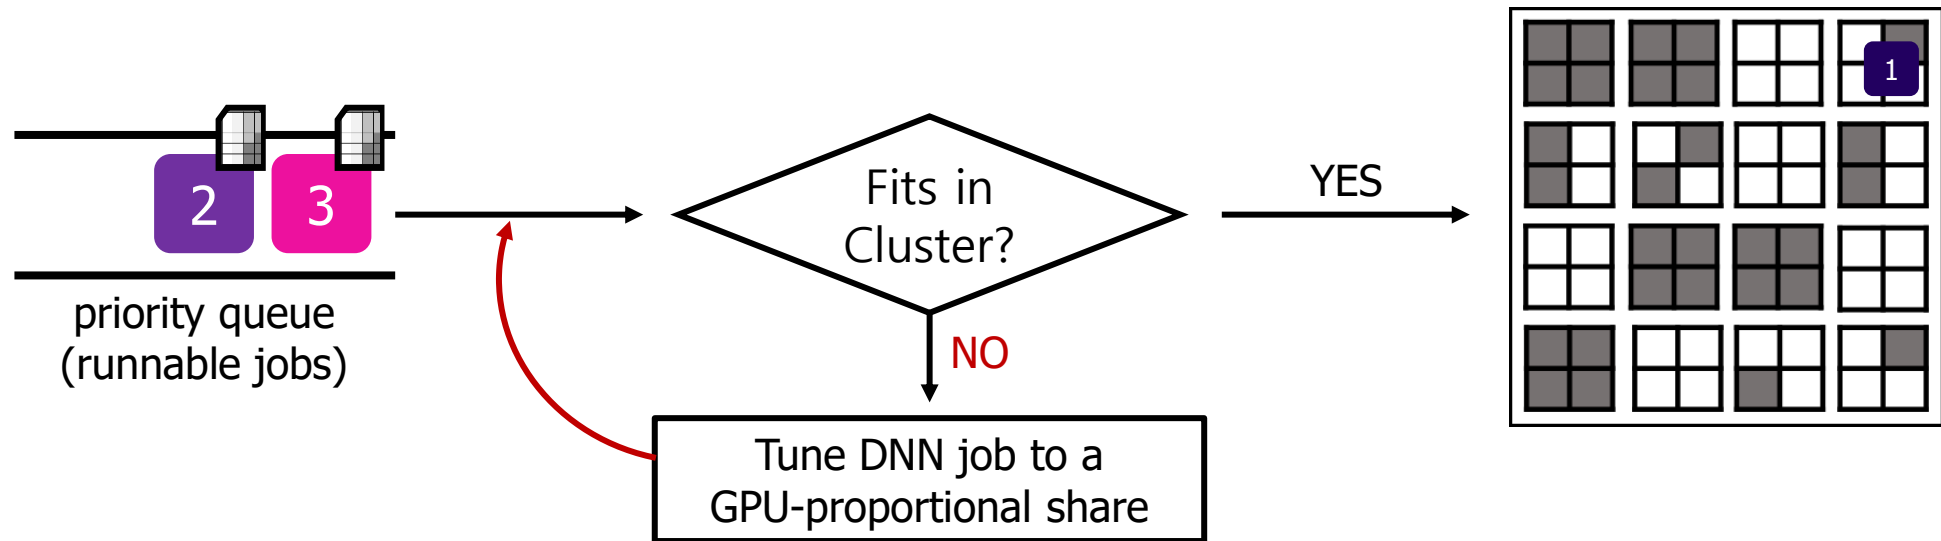 2
3
priority queue
(runnable jobs)
Fits in
Cluster?
YES
NO
Tune DNN job to a
GPU-proportional share
1